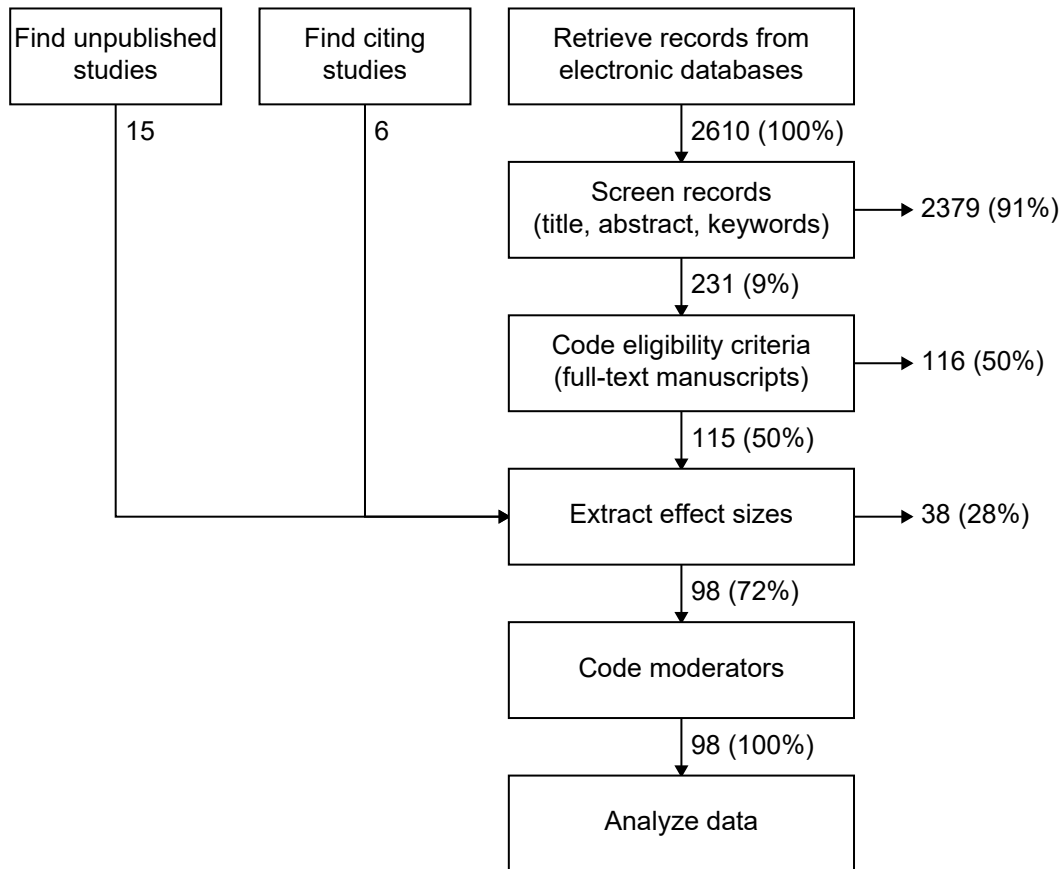 Find unpublished
studies
Find citing
studies
Retrieve records from
electronic databases
15
6
2610 (100%)
Screen records
(title, abstract, keywords)
2379 (91%)
231 (9%)
Code eligibility criteria
(full-text manuscripts)
116 (50%)
115 (50%)
Extract effect sizes
38 (28%)
98 (72%)
Code moderators
98 (100%)
Analyze data